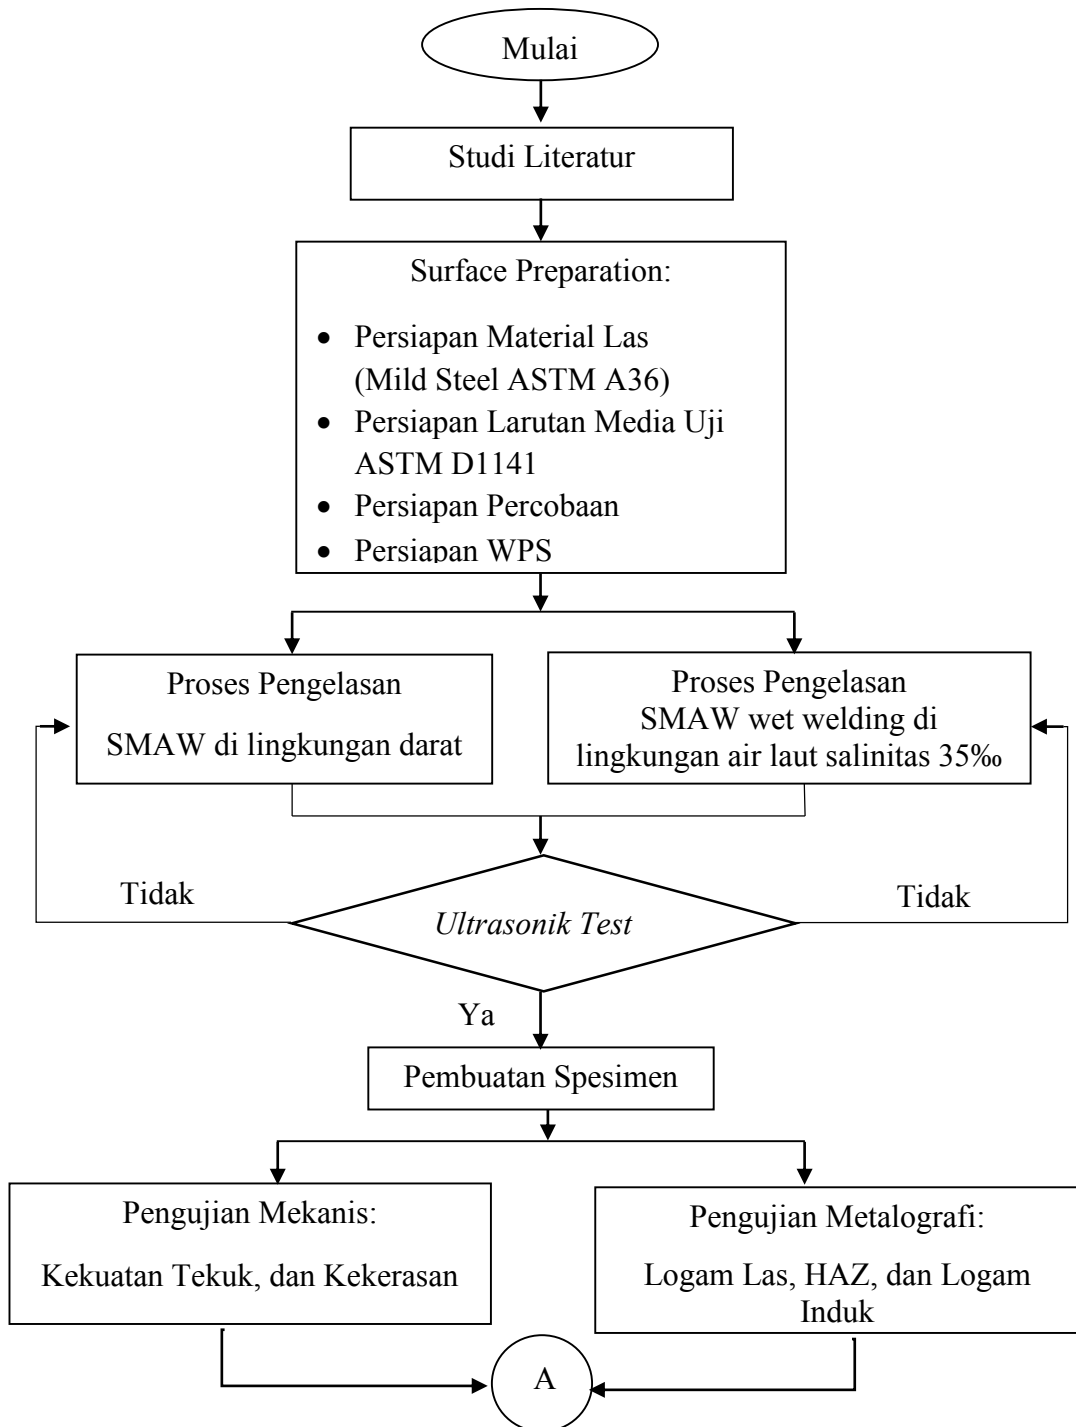 Mulai
Studi Literatur
Surface Preparation:
• Persiapan Material Las
(Mild Steel ASTM A36)
• Persiapan Larutan Media Uji
ASTM D1141
• Persiapan Percobaan
• Persiapan WPS
Proses Pengelasan
SMAW di lingkungan darat
Proses Pengelasan
SMAW wet welding di
lingkungan air laut salinitas 35‰
Tidak
Ultrasonik Test
Tidak
Ya
Pembuatan Spesimen
Pengujian Mekanis:
Kekuatan Tekuk, dan Kekerasan
Pengujian Metalografi:
Logam Las, HAZ, dan Logam
Induk
A